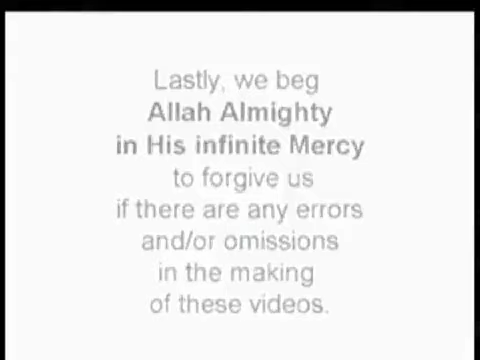 Lastly, we beg
Allah Almighty
in His infinite Mercy
to forgive us
if there are any errors
and/or omissions
in the making
of these videos.